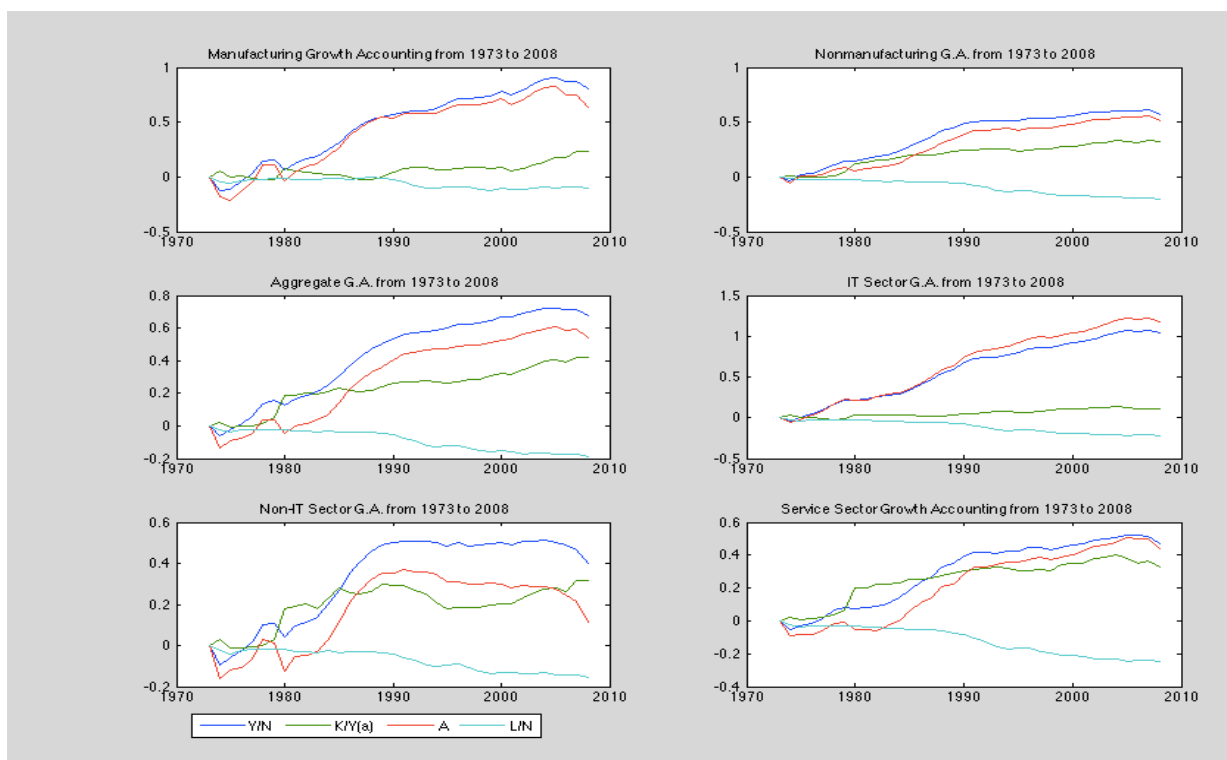 Manufacturing Growth Accounting from 1973 to 2008
1
0.5
0
-0.5
1970 1980 1990 2000 2010
Nonmanufacturing G.A. from 1973 to 2008
1
0.5
0
-0.5
1970 1980 1990 2000 2010
Aggregate G.A. from 1973 to 2008
0.8
0.6
0.4
0.2
0
-0.2
1970 1980 1990 2000 2010
IT Sector G.A. from 1973 to 2008
1.5
1
0.5
0
-0.5
1970 1980 1990 2000 2010
Non-IT Sector G.A. from 1973 to 2008
0.6
0.4
0.2
0
-0.2
1970 1980 1990 2000 2010
Service Sector Growth Accounting from 1973 to 2008
0.6
0.4
0.2
0
-0.2
-0.4
1970 1980 1990 2000 2010
Y/N K/Y(a) A L/N